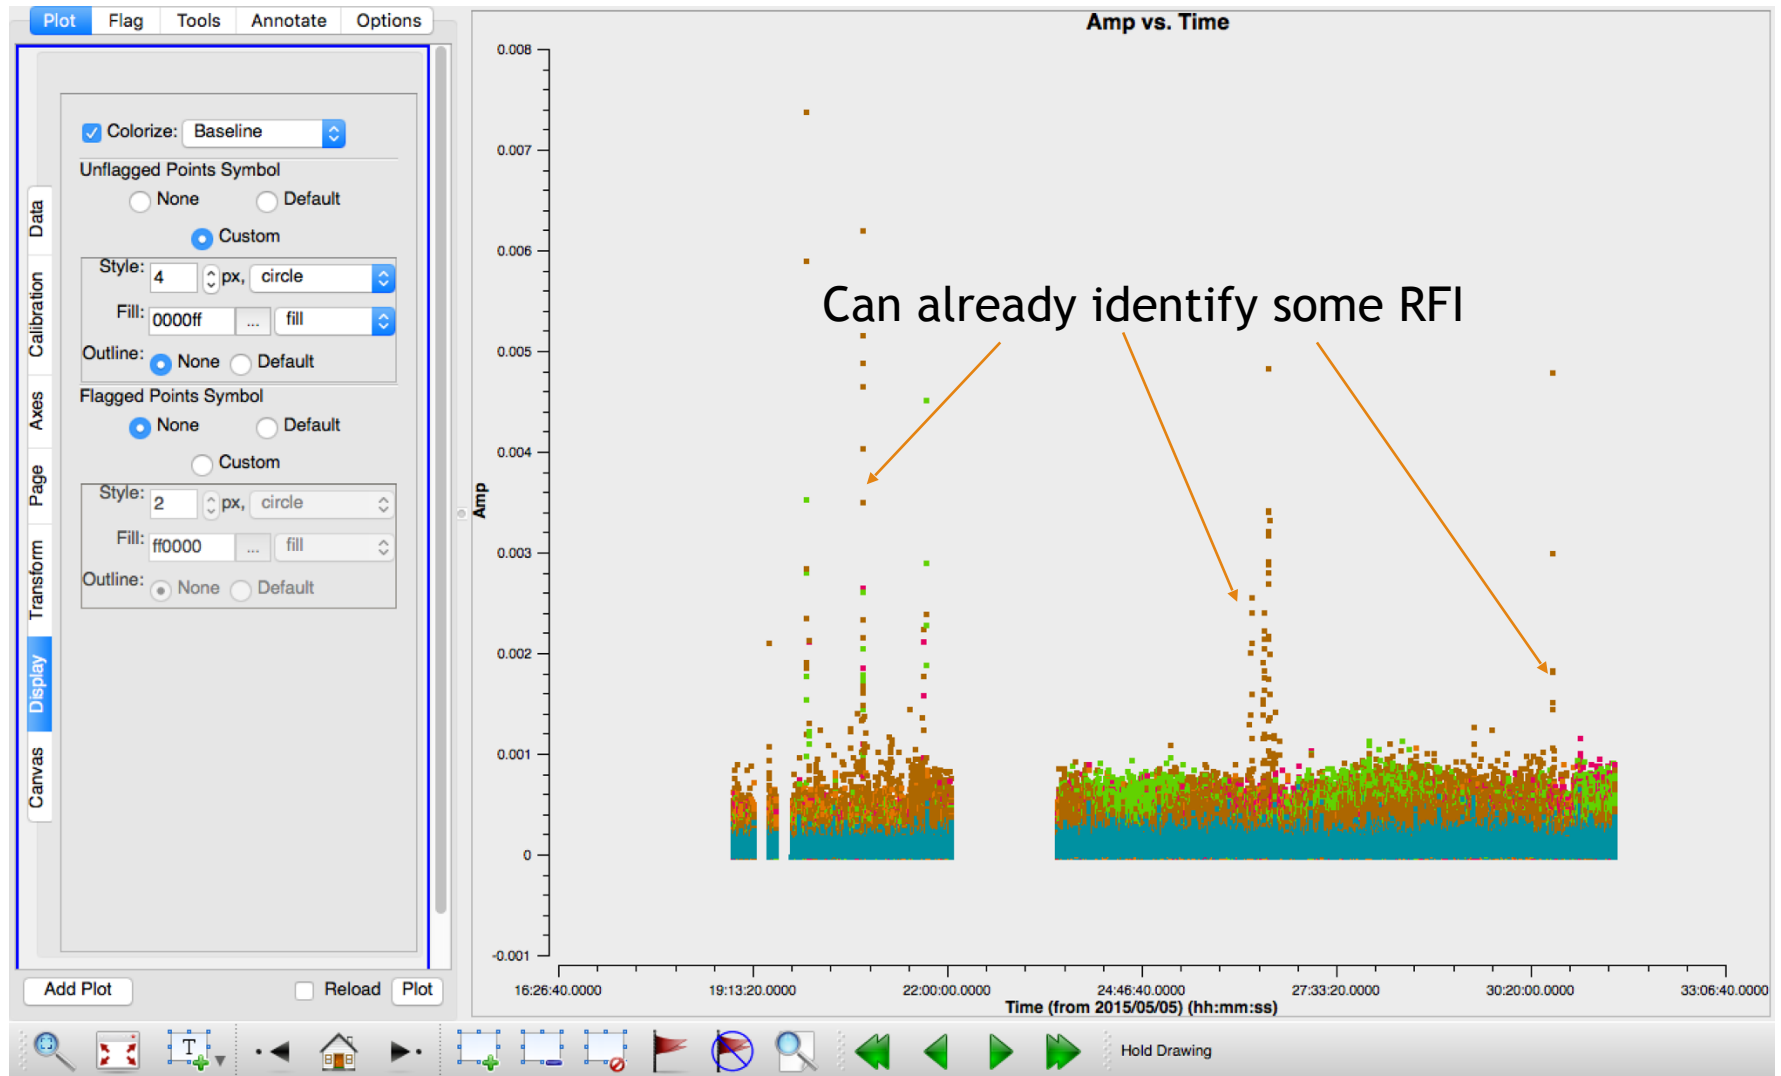 Plot Flag Tools Annotate Options
Colorize: Baseline
Unflagged Points Symbol
None Default
Custom
Style: 4 px, circle
Fill: 0000ff ... fill
Outline: None Default
Flagged Points Symbol
None Default
Custom
Style: 2 px, circle
Fill: ff0000 ... fill
Outline: None Default
Data
Calibration
Axes
Page
Transform
Display
Canvas
Add Plot Reload Plot
Amp vs. Time
Can already identify some RFI
Amp
0.008
0.007
0.006
0.005
0.004
0.003
0.002
0.001
0
-0.001
16:26:40.0000 19:13:20.0000 22:00:00.0000 24:46:40.0000 27:33:20.0000 30:20:00.0000 33:06:40.0000
Time (from 2015/05/05) (hh:mm:ss)
T
Hold Drawing